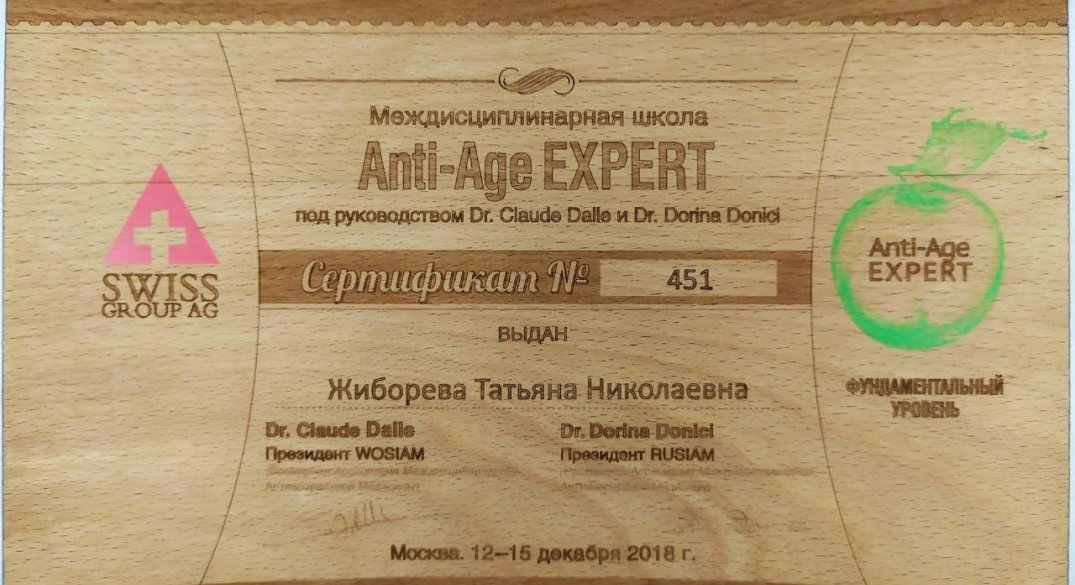 Междисциплинарная школа
Anti-Age EXPERT
под руководством Dr. Claude Dalle и Dr. Dorina Donici
SWISS
GROUP AG
Сертификат № 451
Anti-Age
EXPERT
ВЫДАН
Жиборева Татьяна Николаевна
ФУНДАМЕНТАЛЬНЫЙ
УРОВЕНЬ
Dr. Claude Dalle
Президент WOSIAM
Dr. Dorina Donici
Президент RUSIAM
Москва. 12–15 декабря 2018 г.